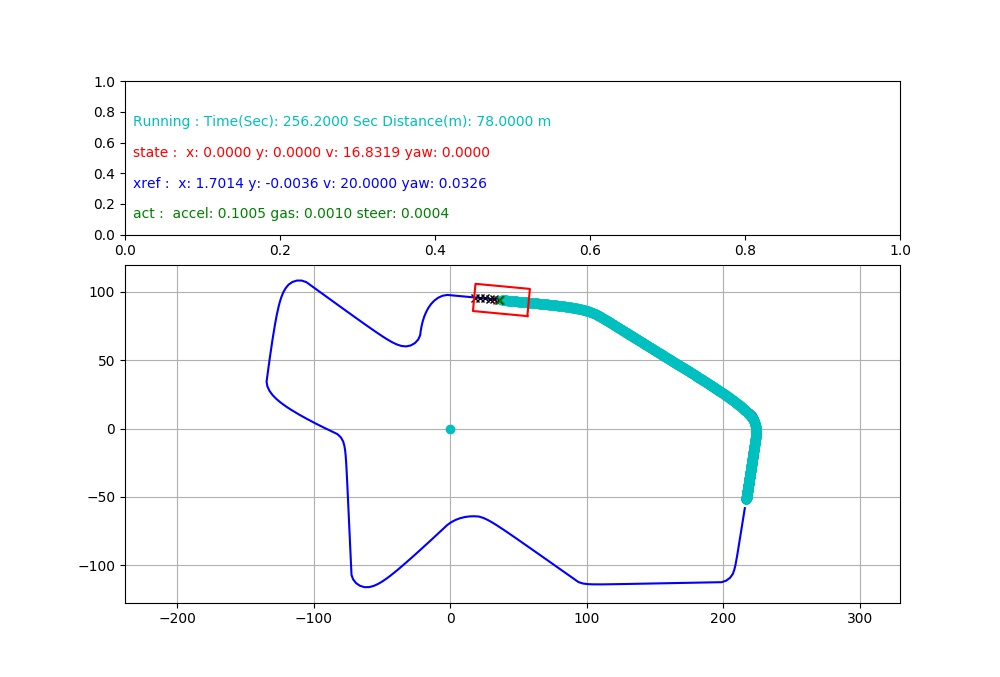 1.0
0.8
0.6
0.4
0.2
0.0
Running : Time(Sec): 256.2000 Sec Distance(m): 78.0000 m
state :  x: 0.0000 y: 0.0000 v: 16.8319 yaw: 0.0000
xref :  x: 1.7014 y: -0.0036 v: 20.0000 yaw: 0.0326
act :  accel: 0.1005 gas: 0.0010 steer: 0.0004
0.0 0.2 0.4 0.6 0.8 1.0
100
50
0
−50
−100
−200 −100 0 100 200 300